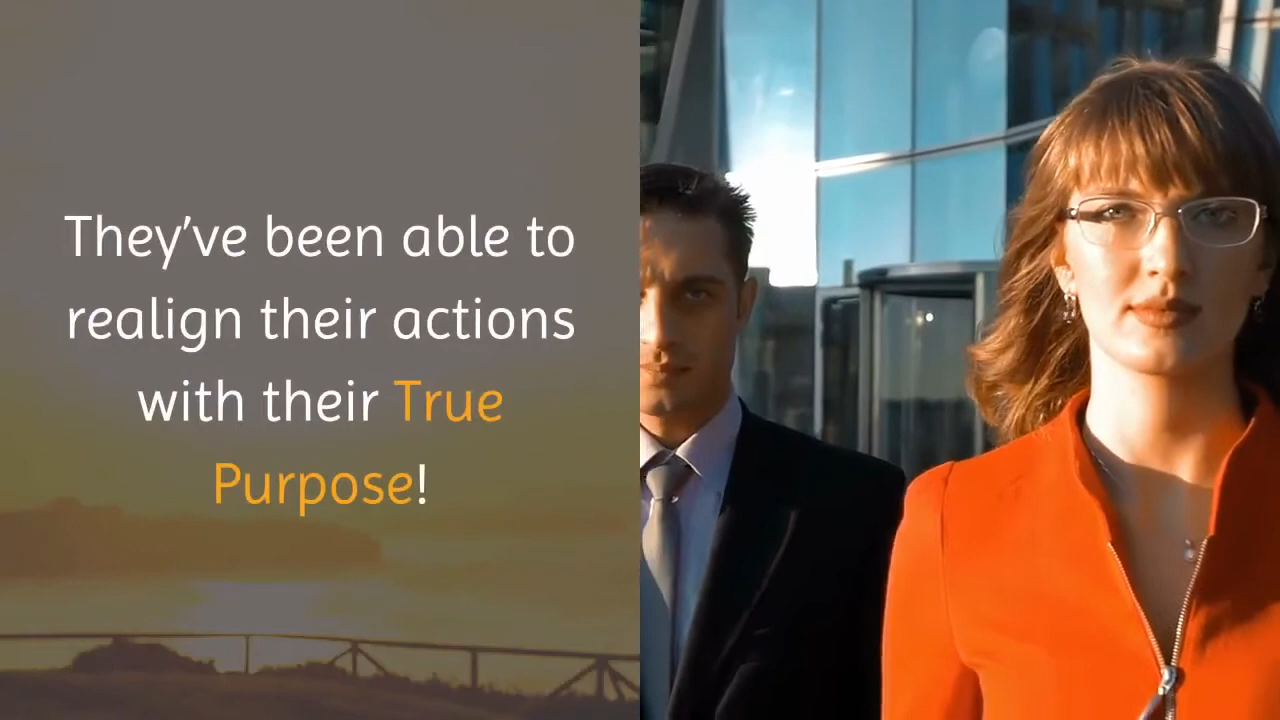 They've been able to
realign their actions
with their True
Purpose!